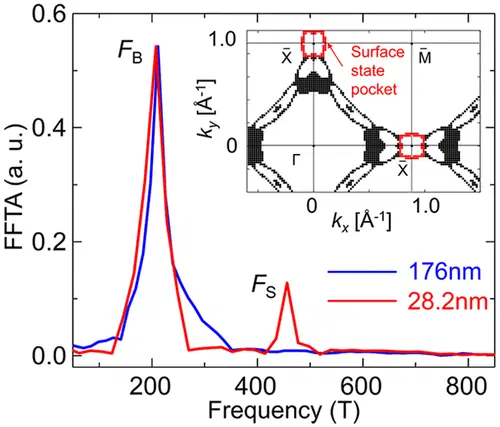 F_B
F_S
0.6
0.4
0.2
0.0
FFTA (a. u.)
200
400
600
800
Frequency (T)
176nm
28.2nm
1.0
0
k_y [Å⁻¹]
X̄
Surface
state
pocket
M̄
Γ
X̄
0
1.0
k_x [Å⁻¹]